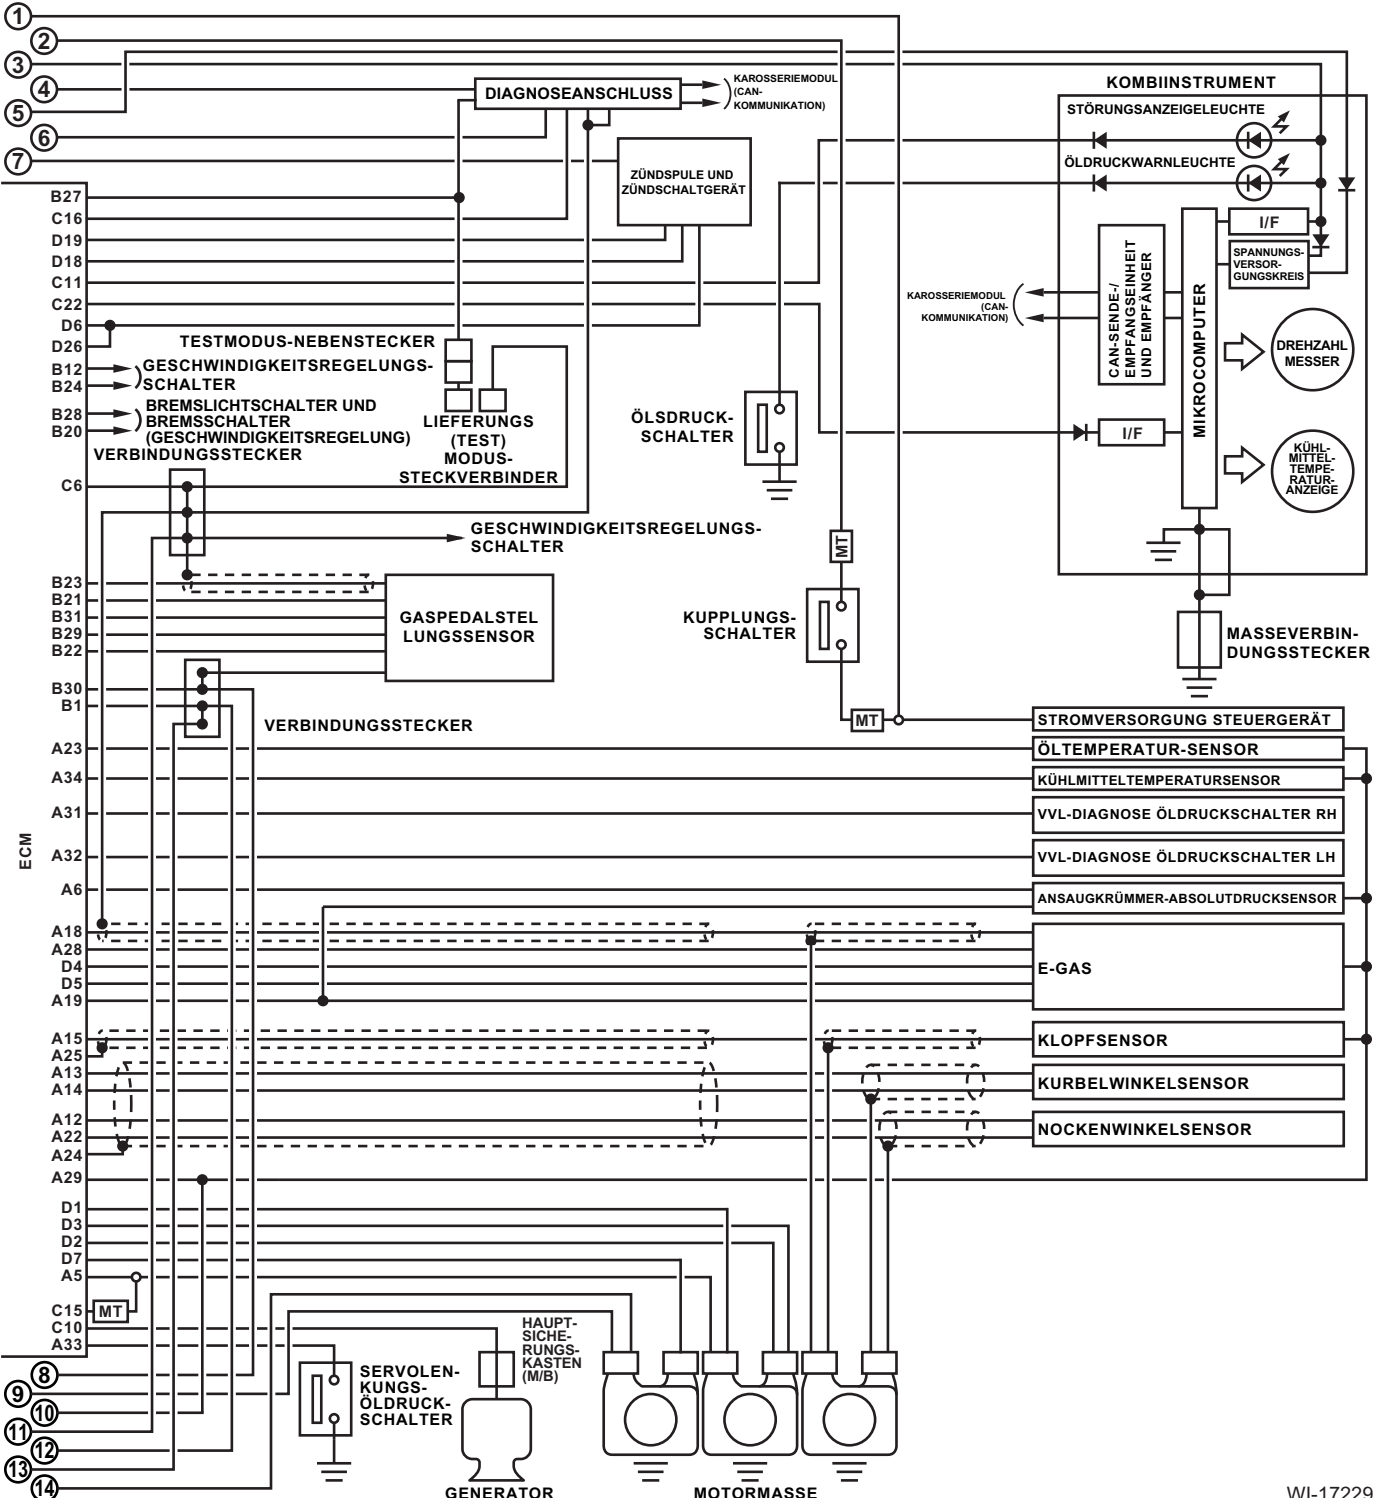 1
2
3
4
5
6
7
DIAGNOSEANSCHLUSS
KAROSSERIEMODUL
(CAN-
KOMMUNIKATION)
KOMBIINSTRUMENT
STÖRUNGSANZEIGELEUCHTE
ÖLDRUCKWARNLEUCHTE
ZÜNDSPULE UND
ZÜNDSCHALTGERÄT
I/F
SPANNUNGS-
VERSOR-
GUNGSKREIS
CAN-SENDE-/
EMPFANGSEINHEIT
UND EMPFÄNGER
MIKROCOMPUTER
KAROSSERIEMODUL
(CAN-
KOMMUNIKATION)
DREHZAHL
MESSER
I/F
KÜHL-
MITTEL-
TEMPE-
RATUR-
ANZEIGE
B27
C16
D19
D18
C11
C22
D6
D26
B12
B24
B28
B20
TESTMODUS-NEBENSTECKER
GESCHWINDIGKEITSREGELUNGS-
SCHALTER
BREMSLICHTSCHALTER UND
BREMSSCHALTER
(GESCHWINDIGKEITSREGELUNG)
VERBINDUNGSSTECKER
LIEFERUNGS
(TEST)
MODUS-
STECKVERBINDER
ÖLSDRUCK-
SCHALTER
C6
GESCHWINDIGKEITSREGELUNGS-
SCHALTER
MT
B23
B21
B31
B29
B22
GASPEDALSTEL
LUNGSSENSOR
KUPPLUNGS-
SCHALTER
MASSEVERBIN-
DUNGSSTECKER
B30
B1
VERBINDUNGSSTECKER
MT
STROMVERSORGUNG STEUERGERÄT
A23
ÖLTEMPERATUR-SENSOR
A34
KÜHLMITTELTEMPERATURSENSOR
A31
VVL-DIAGNOSE ÖLDRUCKSCHALTER RH
ECM
A32
VVL-DIAGNOSE ÖLDRUCKSCHALTER LH
A6
ANSAUGKRÜMMER-ABSOLUTDRUCKSENSOR
A18
A28
D4
D5
A19
E-GAS
A15
A25
KLOPFSENSOR
A13
A14
KURBELWINKELSENSOR
A12
A22
A24
NOCKENWINKELSENSOR
A29
D1
D3
D2
D7
A5
C15
MT
C10
A33
HAUPT-
SICHE-
RUNGS-
KASTEN
(M/B)
SERVOLEN-
KUNGS-
ÖLDRUCK-
SCHALTER
8
9
10
11
12
13
14
GENERATOR
MOTORMASSE
WI-17229